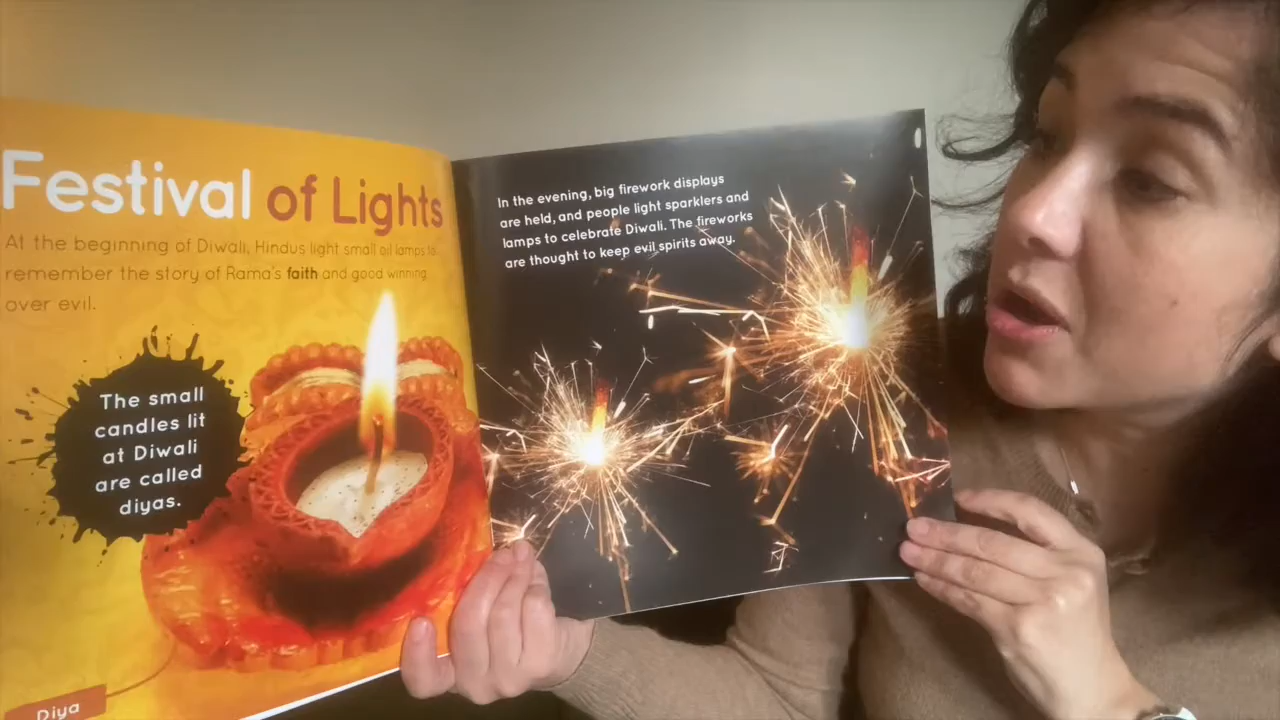 Festival of Lights
At the beginning of Diwali, Hindus light small oil lamps to
remember the story of Rama's faith and good winning
over evil.
The small
candles lit
at Diwali
are called
diyas.
Diya
In the evening, big firework displays
are held, and people light sparklers and
lamps to celebrate Diwali. The fireworks
are thought to keep evil spirits away.